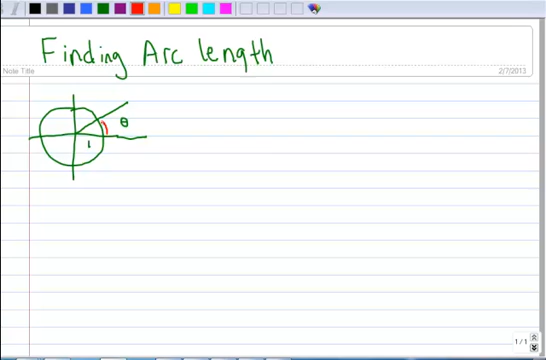 Finding Arc length
Note Title
2/7/2013
θ
1
1/1